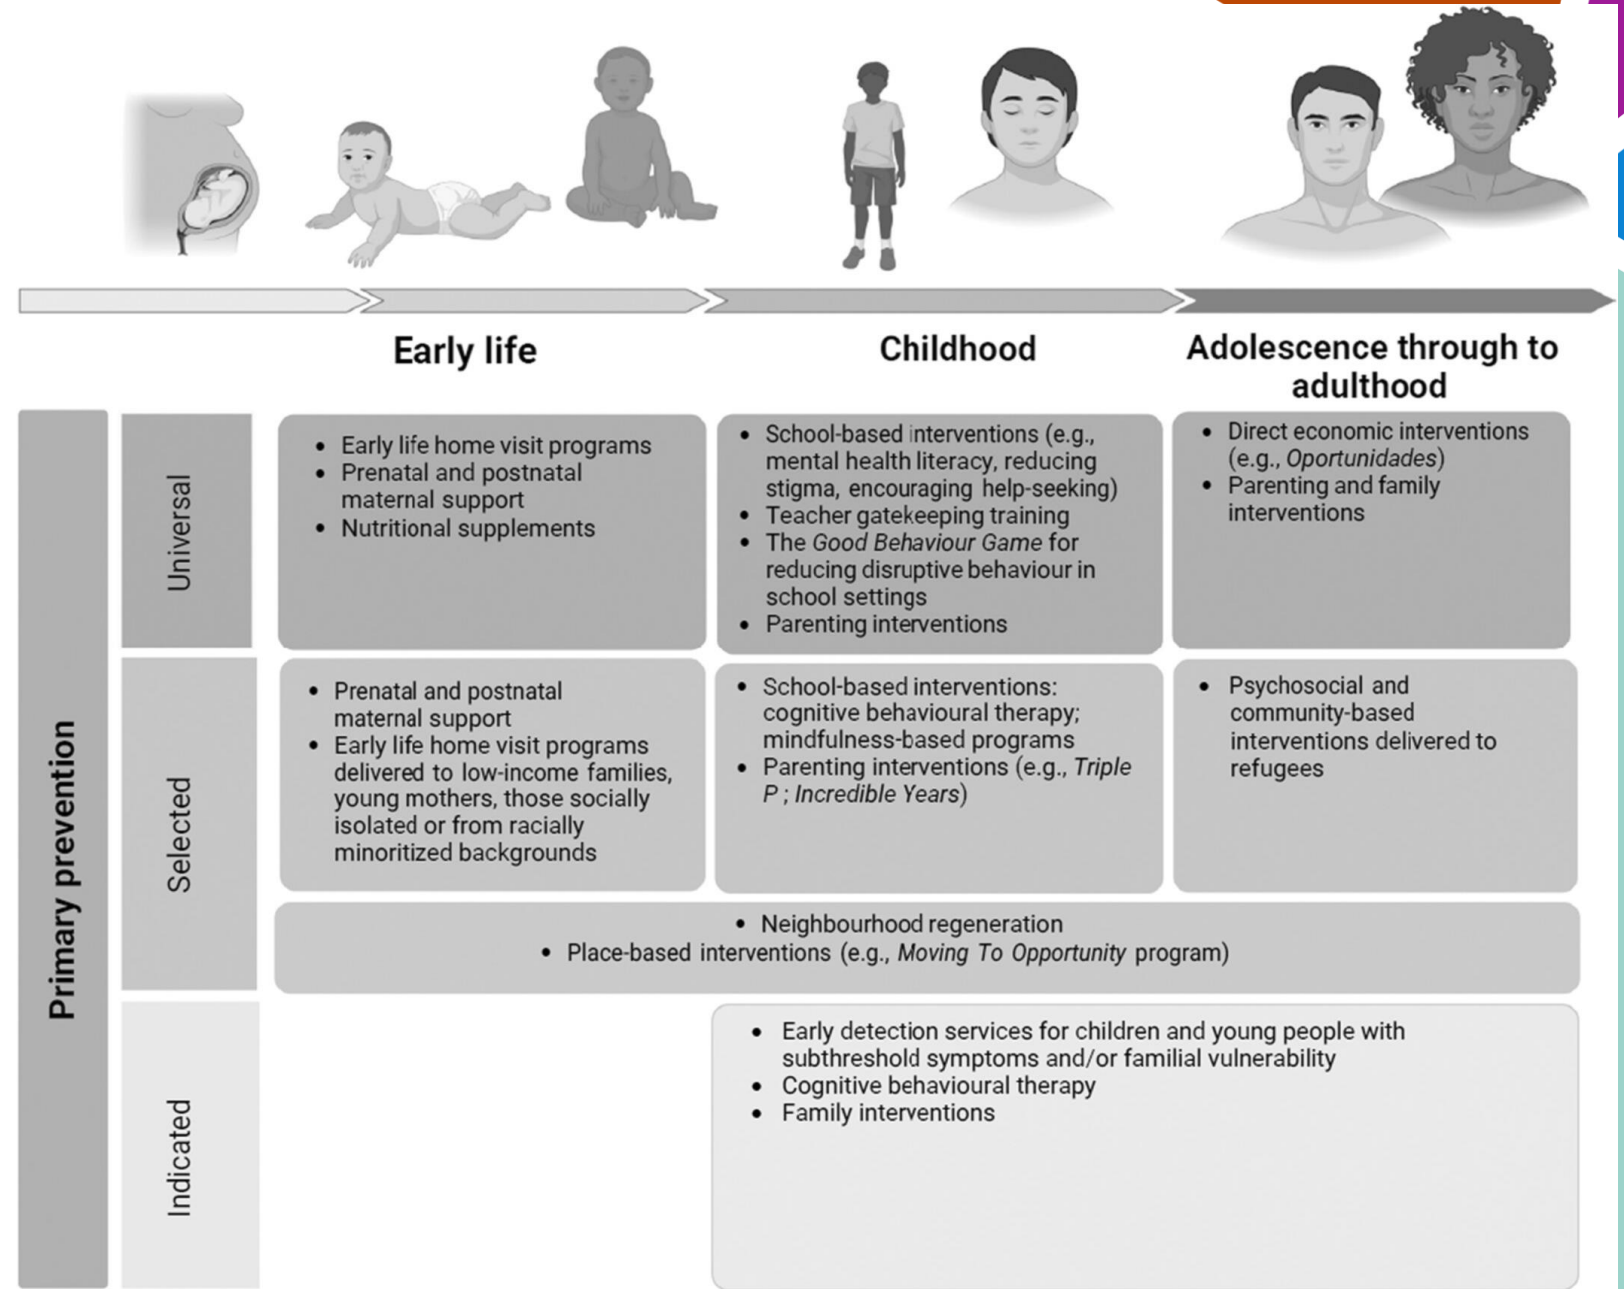 Early life
Childhood
Adolescence through to
adulthood
Primary prevention
Universal
• Early life home visit programs
• Prenatal and postnatal
maternal support
• Nutritional supplements
• School-based interventions (e.g.,
mental health literacy, reducing
stigma, encouraging help-seeking)
• Teacher gatekeeping training
• The Good Behaviour Game for
reducing disruptive behaviour in
school settings
• Parenting interventions
• Direct economic interventions
(e.g., Oportunidades)
• Parenting and family
interventions
Selected
• Prenatal and postnatal
maternal support
• Early life home visit programs
delivered to low-income families,
young mothers, those socially
isolated or from racially
minoritized backgrounds
• School-based interventions:
cognitive behavioural therapy;
mindfulness-based programs
• Parenting interventions (e.g., Triple
P ; Incredible Years)
• Psychosocial and
community-based
interventions delivered to
refugees
• Neighbourhood regeneration
• Place-based interventions (e.g., Moving To Opportunity program)
Indicated
• Early detection services for children and young people with
subthreshold symptoms and/or familial vulnerability
• Cognitive behavioural therapy
• Family interventions